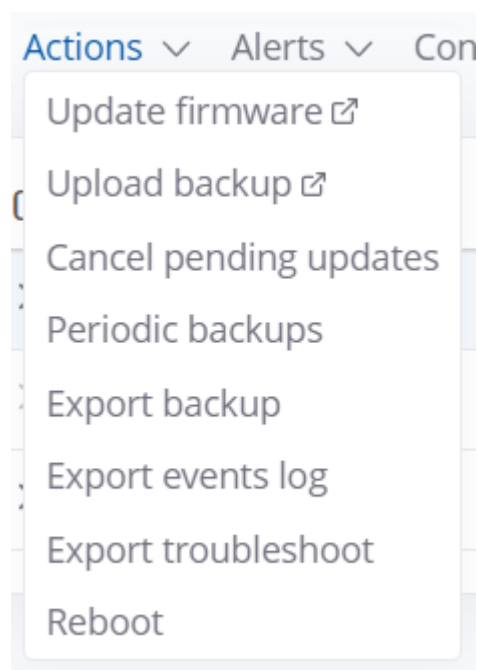 Actions Alerts Con
Update firmware
Upload backup
Cancel pending updates
Periodic backups
Export backup
Export events log
Export troubleshoot
Reboot